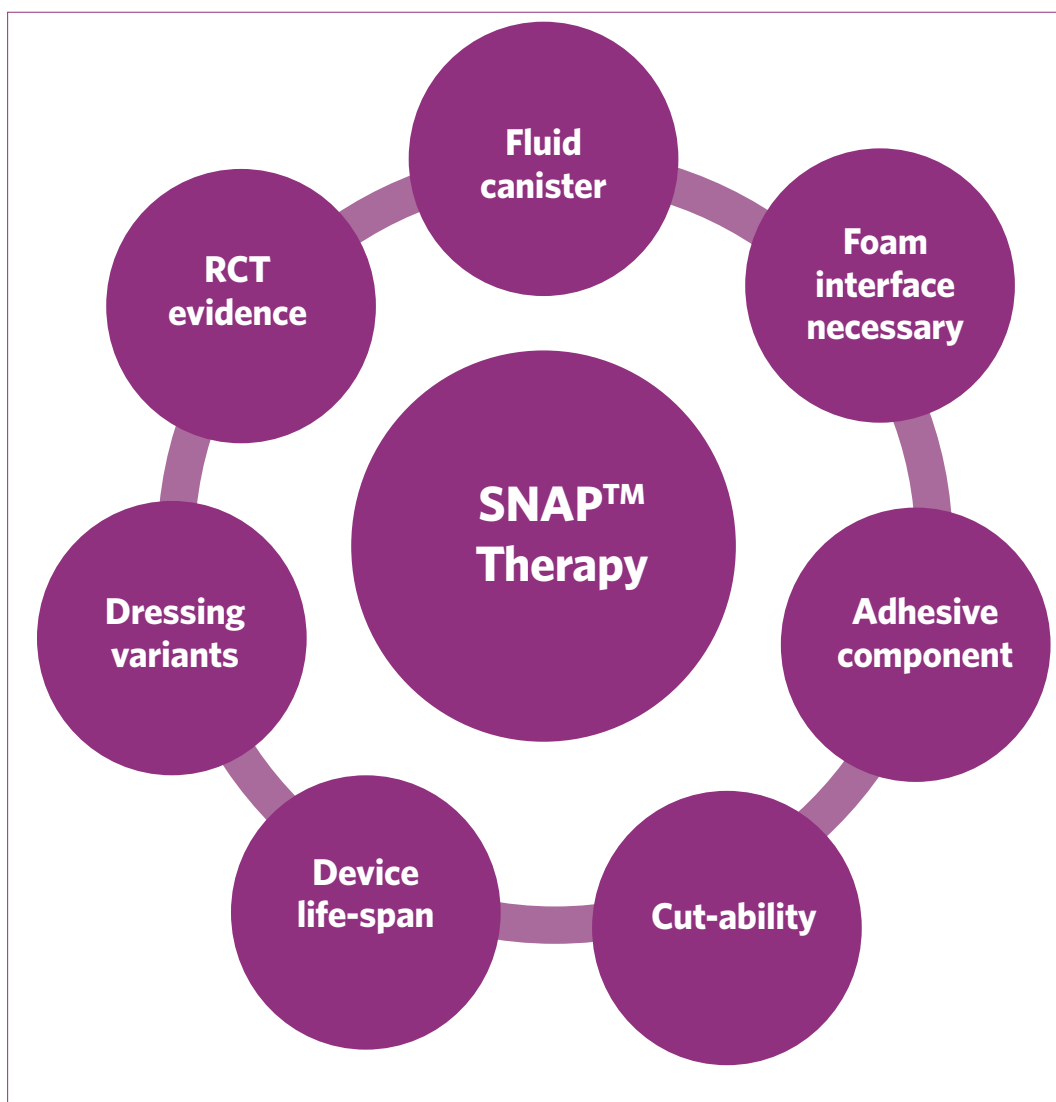 Fluid
canister
Foam
interface
necessary
Adhesive
component
Cut-ability
Device
life-span
Dressing
variants
RCT
evidence
SNAP™
Therapy